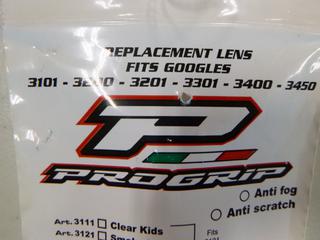 REPLACEMENT LENS
FITS GOOGLES
3101 - 3200 - 3201 - 3301 - 3400 - 3450
PROGRIP
Anti fog
Anti scratch
Art. 3111 Clear Kids
Art. 3121
Fits